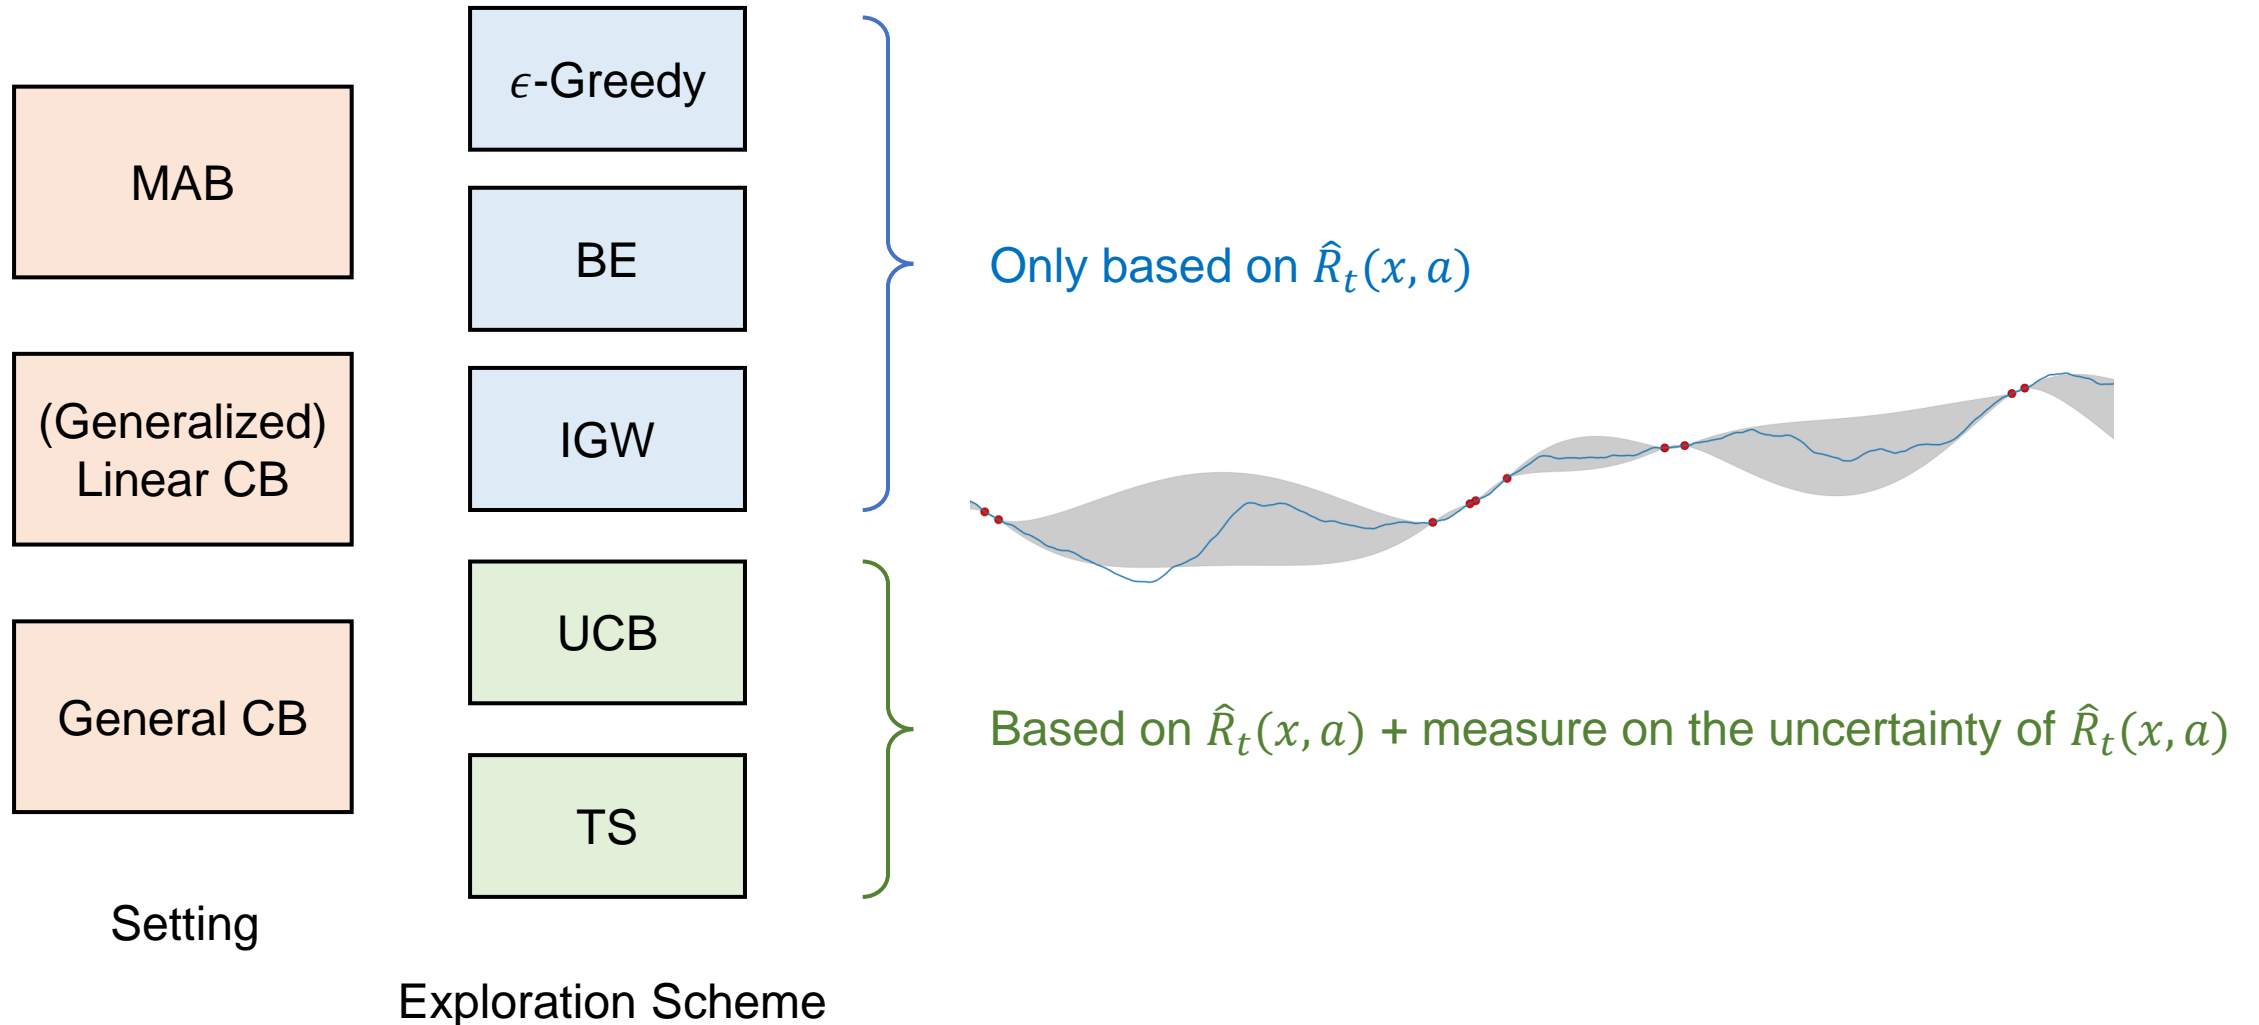 MAB
(Generalized)
Linear CB
General CB
Setting
ϵ-Greedy
BE
IGW
UCB
TS
Exploration Scheme
Only based on R̂ₜ(x, a)
Based on R̂ₜ(x, a) + measure on the uncertainty of R̂ₜ(x, a)